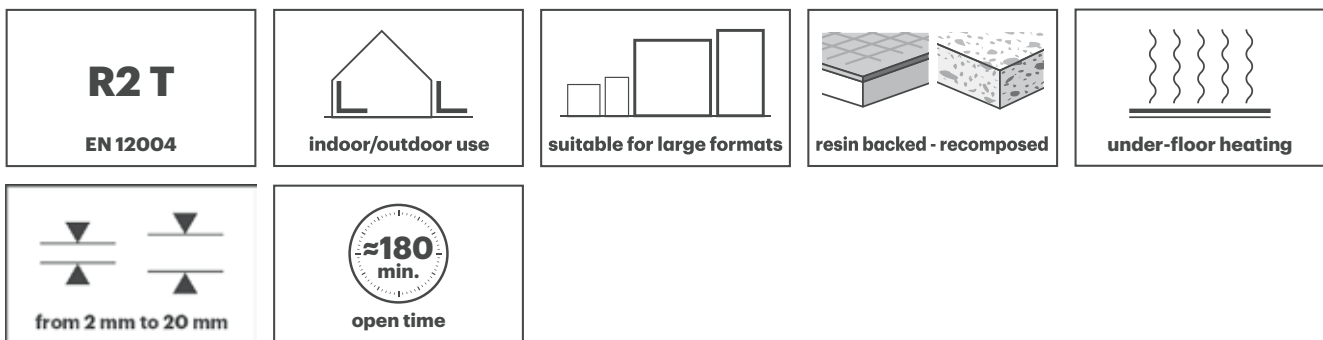 R2 T
EN 12004
indoor/outdoor use
suitable for large formats
resin backed - recomposed
under-floor heating
from 2 mm to 20 mm
≈180
min.
open time